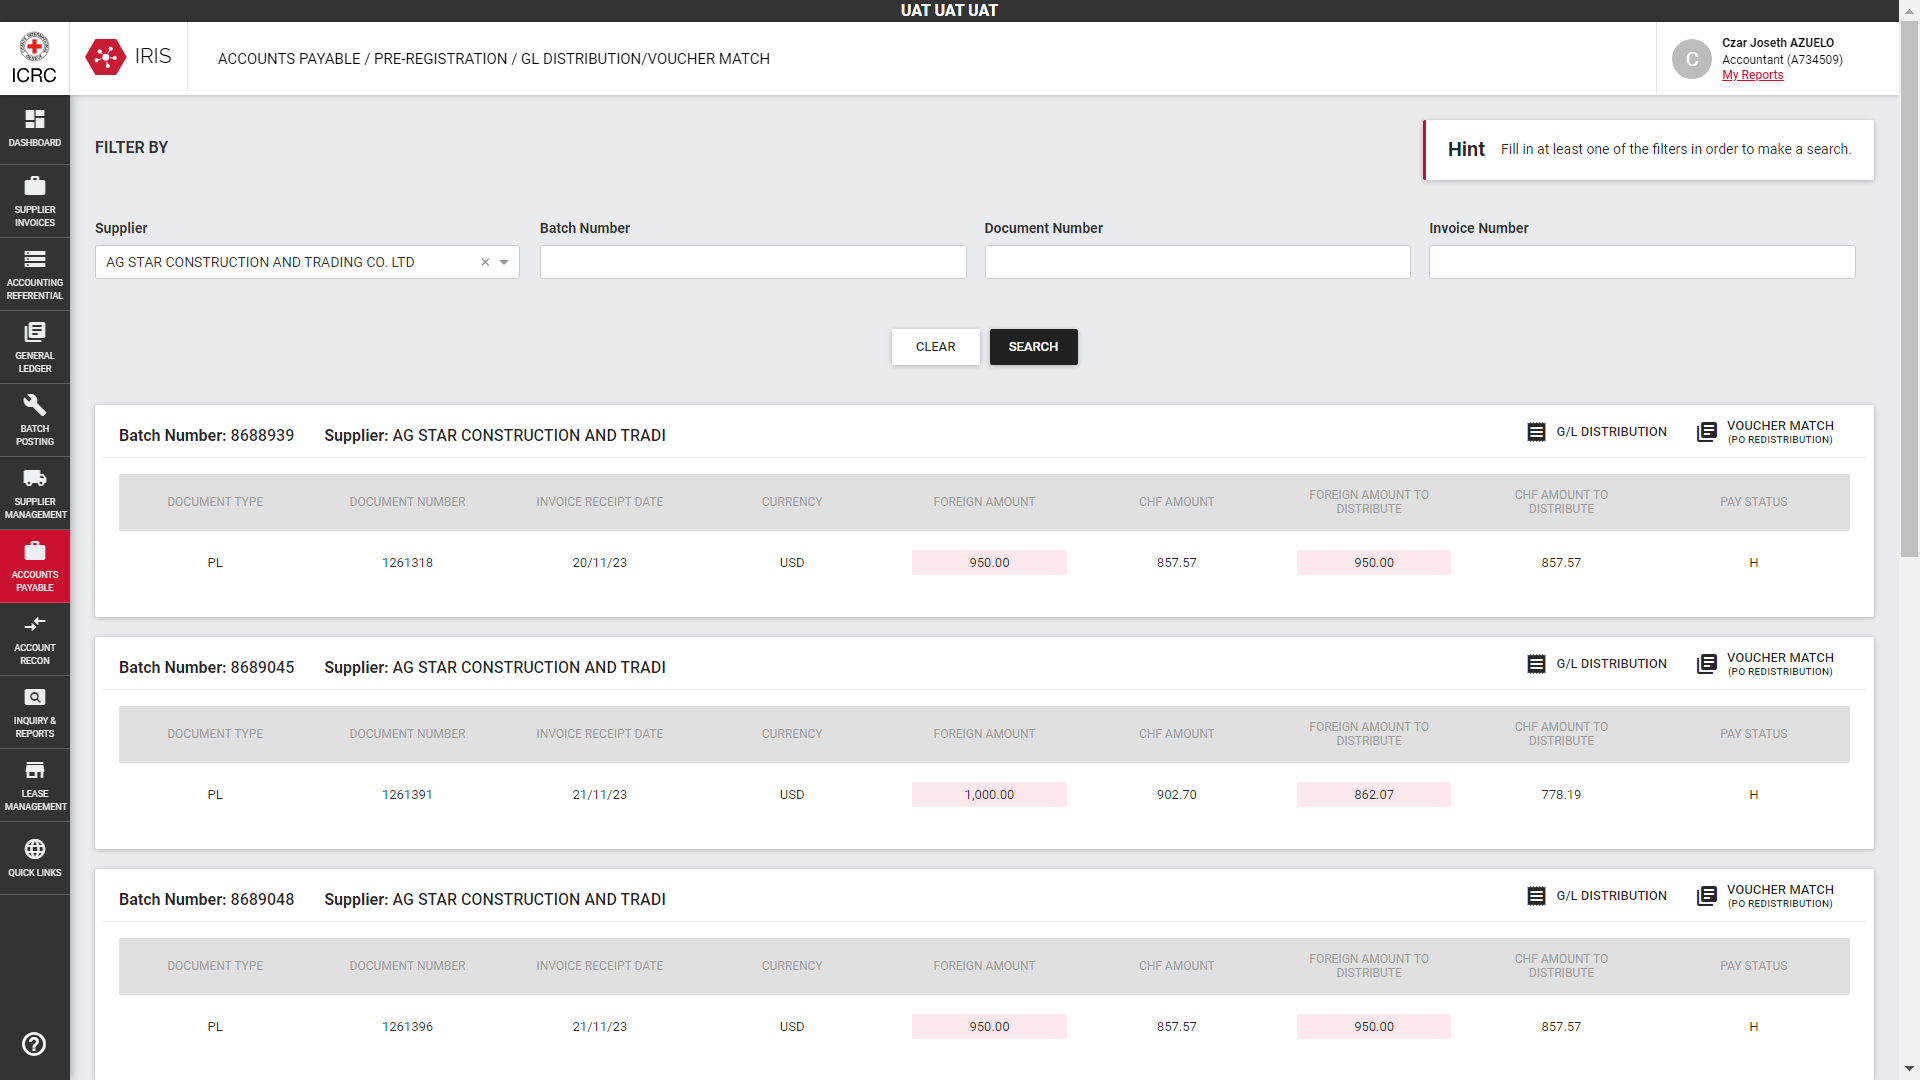 UAT UAT UAT
ICRC
IRIS
ACCOUNTS PAYABLE / PRE-REGISTRATION / GL DISTRIBUTION/VOUCHER MATCH
C
Czar Joseth AZUELO
Accountant (A734509)
My Reports
DASHBOARD
SUPPLIER
INVOICES
ACCOUNTING
REFERENTIAL
GENERAL
LEDGER
BATCH
POSTING
SUPPLIER
MANAGEMENT
ACCOUNTS
PAYABLE
ACCOUNT
RECON
INQUIRY &
REPORTS
LEASE
MANAGEMENT
QUICK LINKS
FILTER BY
Hint Fill in at least one of the filters in order to make a search.
Supplier Batch Number Document Number Invoice Number
AG STAR CONSTRUCTION AND TRADING CO. LTD
CLEAR SEARCH
Batch Number: 8688939 Supplier: AG STAR CONSTRUCTION AND TRADI G/L DISTRIBUTION VOUCHER MATCH
(PO REDISTRIBUTION)
DOCUMENT TYPE DOCUMENT NUMBER INVOICE RECEIPT DATE CURRENCY FOREIGN AMOUNT CHF AMOUNT FOREIGN AMOUNT TO CHF AMOUNT TO PAY STATUS
DISTRIBUTE DISTRIBUTE
PL 1261318 20/11/23 USD 950.00 857.57 950.00 857.57 H
Batch Number: 8689045 Supplier: AG STAR CONSTRUCTION AND TRADI G/L DISTRIBUTION VOUCHER MATCH
(PO REDISTRIBUTION)
DOCUMENT TYPE DOCUMENT NUMBER INVOICE RECEIPT DATE CURRENCY FOREIGN AMOUNT CHF AMOUNT FOREIGN AMOUNT TO CHF AMOUNT TO PAY STATUS
DISTRIBUTE DISTRIBUTE
PL 1261391 21/11/23 USD 1,000.00 902.70 862.07 778.19 H
Batch Number: 8689048 Supplier: AG STAR CONSTRUCTION AND TRADI G/L DISTRIBUTION VOUCHER MATCH
(PO REDISTRIBUTION)
DOCUMENT TYPE DOCUMENT NUMBER INVOICE RECEIPT DATE CURRENCY FOREIGN AMOUNT CHF AMOUNT FOREIGN AMOUNT TO CHF AMOUNT TO PAY STATUS
DISTRIBUTE DISTRIBUTE
PL 1261396 21/11/23 USD 950.00 857.57 950.00 857.57 H